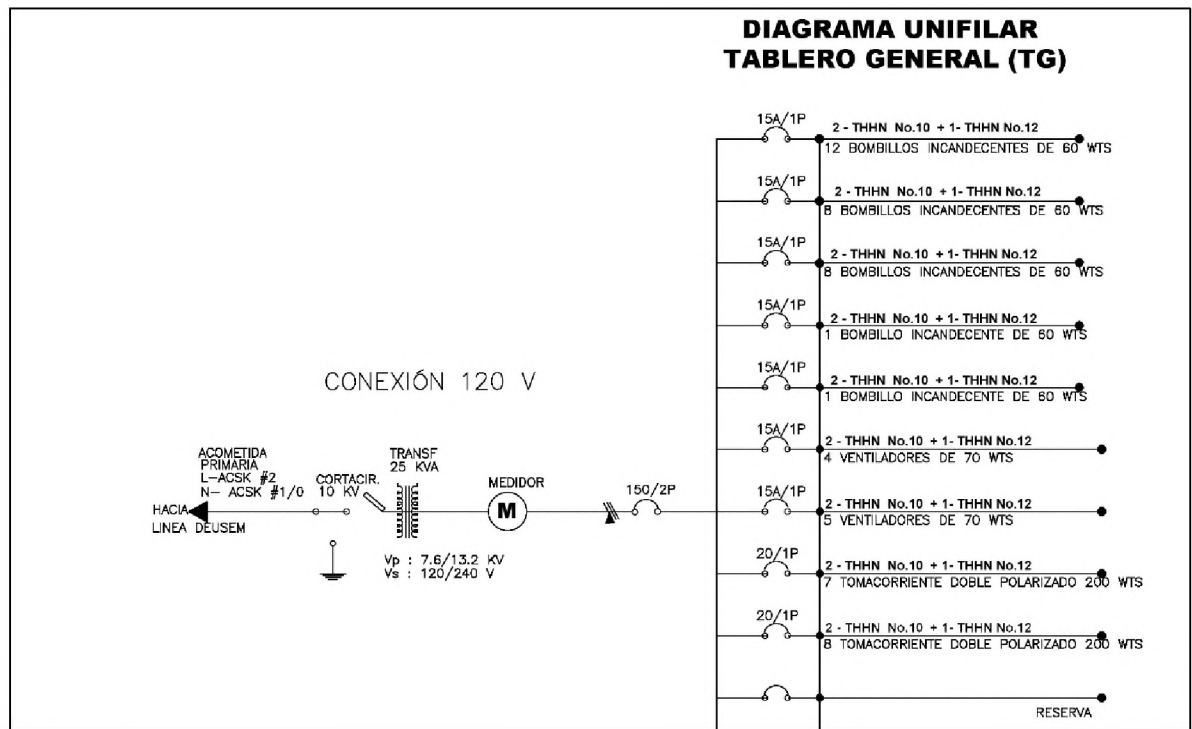 DIAGRAMA UNIFILAR
TABLERO GENERAL (TG)
15A/1P
2 - THHN No.10 + 1- THHN No.12
12 BOMBILLOS INCANDECENTES DE 60 WTS
15A/1P
2 - THHN No.10 + 1- THHN No.12
8 BOMBILLOS INCANDECENTES DE 60 WTS
15A/1P
2 - THHN No.10 + 1- THHN No.12
8 BOMBILLOS INCANDECENTES DE 60 WTS
15A/1P
2 - THHN No.10 + 1- THHN No.12
1 BOMBILLO INCANDECENTE DE 60 WTS
15A/1P
2 - THHN No.10 + 1- THHN No.12
1 BOMBILLO INCANDECENTE DE 60 WTS
CONEXIÓN 120 V
15A/1P
2 - THHN No.10 + 1- THHN No.12
4 VENTILADORES DE 70 WTS
ACOMETIDA
PRIMARIA
L-ACSK #2
N- ACSK #1/0
CORTACIR.
10 KV
TRANSF
25 KVA
MEDIDOR
M
150/2P
HACIA
LINEA DEUSEM
Vp : 7.6/13.2 KV
Vs : 120/240 V
15A/1P
2 - THHN No.10 + 1- THHN No.12
5 VENTILADORES DE 70 WTS
20/1P
2 - THHN No.10 + 1- THHN No.12
7 TOMACORRIENTE DOBLE POLARIZADO 200 WTS
20/1P
2 - THHN No.10 + 1- THHN No.12
8 TOMACORRIENTE DOBLE POLARIZADO 200 WTS
RESERVA